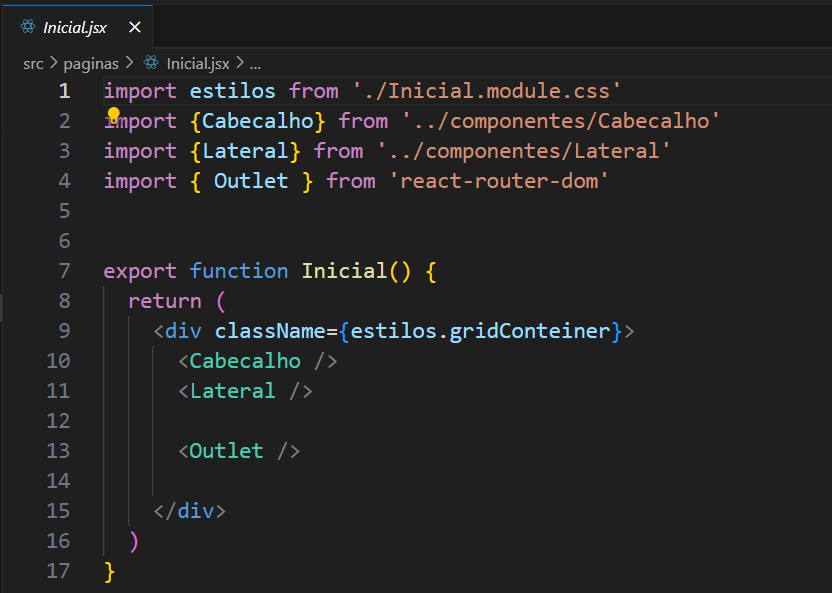 Inicial.jsx ×
src > paginas > Inicial.jsx > ...
1 import estilos from './Inicial.module.css'
2 import {Cabecalho} from '../componentes/Cabecalho'
3 import {Lateral} from '../componentes/Lateral'
4 import { Outlet } from 'react-router-dom'
5
6
7 export function Inicial() {
8   return (
9     <div className={estilos.gridConteiner}>
10       <Cabecalho />
11       <Lateral />
12
13       <Outlet />
14
15     </div>
16   )
17 }